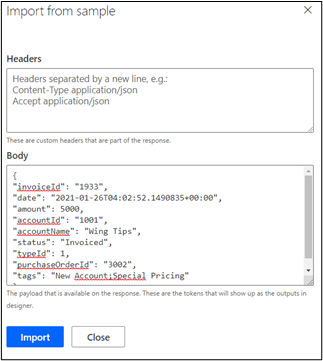 Import from sample
Headers
Headers separated by a new line, e.g.:
Content-Type application/json
Accept application/json
These are custom headers that are part of the response.
Body
{
"invoiceId": "1933",
"date": "2021-01-26T04:02:52.1490835+00:00",
"amount": 5000,
"accountId": "1001",
"accountName": "Wing Tips",
"status": "Invoiced",
"typeId": 1,
"purchaseOrderId": "3002",
"tags": "New Account;Special Pricing"
The payload that is available on the response. These are the tokens that will show up as the outputs in
designer.
Import Close